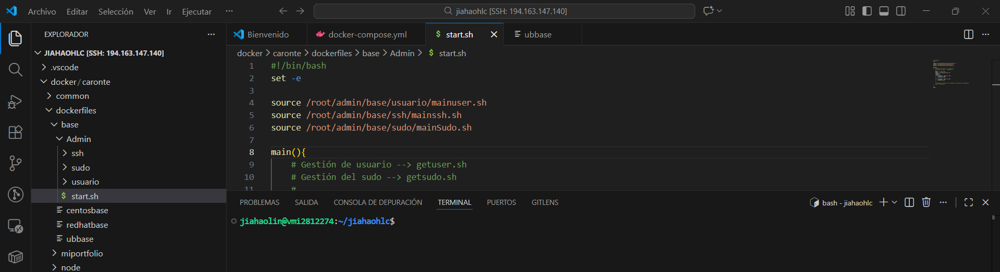 Archivo Editar Selección Ver Ir Ejecutar ···
jiahaohlc [SSH: 194.163.147.140]
EXPLORADOR ···
JIAHAOHLC [SSH: 194.163.147.140]
.vscode
docker / caronte
common
dockerfiles
base
Admin
ssh
sudo
usuario
$ start.sh
centosbase
redhatbase
ubbase
miportfolio
node
Bienvenido
docker-compose.yml
$ start.sh
ubbase
docker > caronte > dockerfiles > base > Admin > $ start.sh
1 #!/bin/bash
2 set -e
3
4 source /root/admin/base/usuario/mainuser.sh
5 source /root/admin/base/ssh/mainssh.sh
6 source /root/admin/base/sudo/mainSudo.sh
7
8 main(){
9 # Gestión de usuario --> getuser.sh
10 # Gestión del sudo --> getsudo.sh
11 #
PROBLEMAS SALIDA CONSOLA DE DEPURACIÓN TERMINAL PUERTOS GITLENS
bash - jiahaohlc
jiahaolin@vmi2812274:~/jiahaohlc$